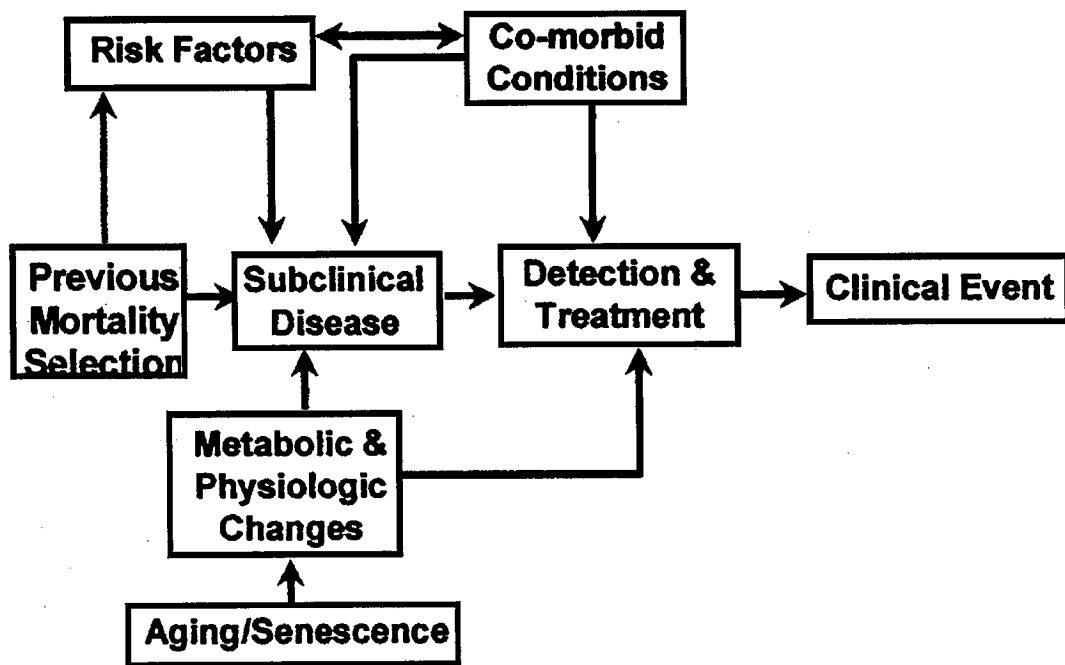 Risk Factors
Co-morbid
Conditions
Previous
Mortality
Selection
Subclinical
Disease
Detection &
Treatment
Clinical Event
Metabolic &
Physiologic
Changes
Aging/Senescence